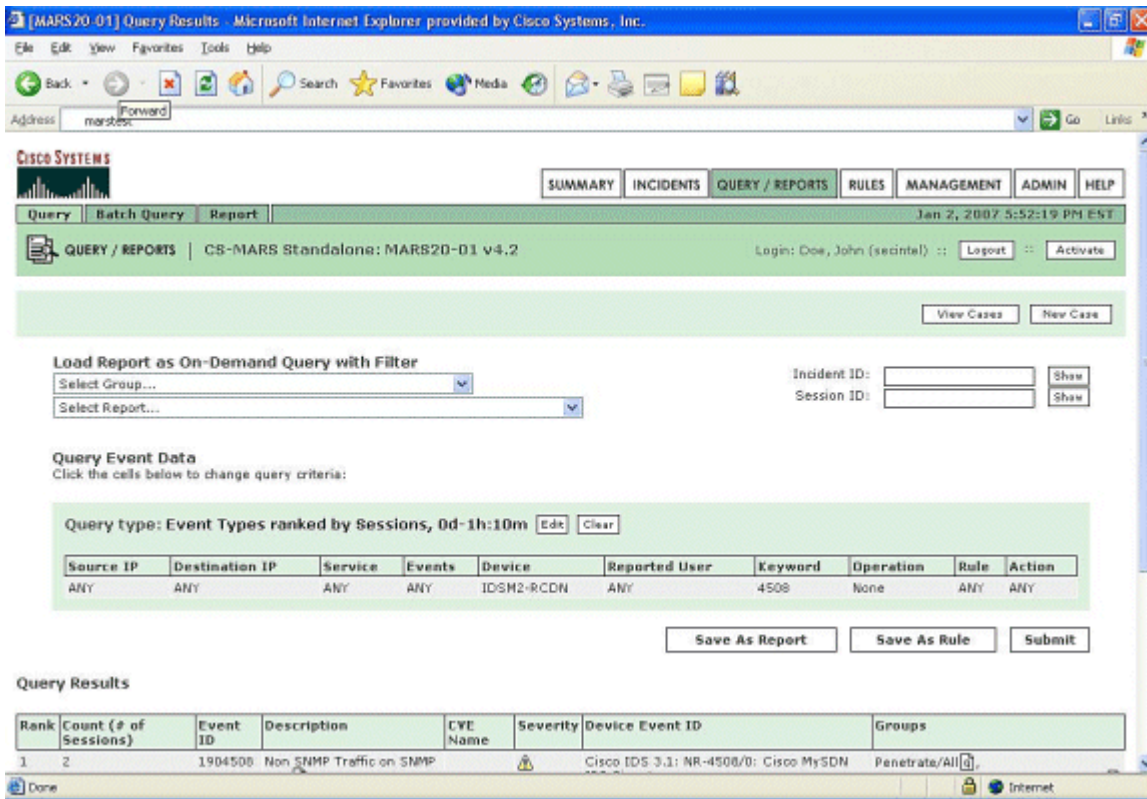 [MARS20-01] Query Results - Microsoft Internet Explorer provided by Cisco Systems, Inc.
File Edit View Favorites Tools Help
Back Search Favorites Media
Forward
Address marstest Go Links
CISCO SYSTEMS
SUMMARY INCIDENTS QUERY / REPORTS RULES MANAGEMENT ADMIN HELP
Query Batch Query Report Jan 2, 2007 5:52:19 PM EST
QUERY / REPORTS | CS-MARS Standalone: MARS20-01 v4.2 Login: Doe, John (secintel) :: Logout :: Activate
View Cases New Case
Load Report as On-Demand Query with Filter
Select Group...
Select Report...
Incident ID: Show
Session ID: Show
Query Event Data
Click the cells below to change query criteria:
Query type: Event Types ranked by Sessions, 0d-1h:10m Edit Clear
Source IP Destination IP Service Events Device Reported User Keyword Operation Rule Action
ANY ANY ANY ANY IDSM2-RCDN ANY 4508 None ANY ANY
Save As Report Save As Rule Submit
Query Results
Rank Count (# of Sessions) Event ID Description CVE Name Severity Device Event ID Groups
1 2 1904508 Non SNMP Traffic on SNMP Cisco IDS 3.1: NR-4508/0: Cisco MySDN Penetrate/All ,
Done Internet